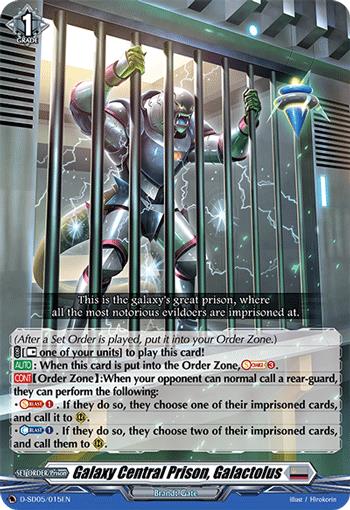 1
GRADE
This is the galaxy's great prison, where
all the most notorious evildoers are imprisoned at.
(After a Set Order is played, put it into your Order Zone.)
[ one of your units] to play this card!
AUTO : When this card is put into the Order Zone, CHARGE 3.
CONT [Order Zone]:When your opponent can normal call a rear-guard,
they can perform the following:
・ BLAST 1. If they do so, they choose one of their imprisoned cards,
and call it to .
・ BLAST 1. If they do so, they choose two of their imprisoned cards,
and call them to .
-SET ORDER- Prison
Galaxy Central Prison, Galactolus
Brandt Gate
D-SD05/015EN
Illust / Hirokorin